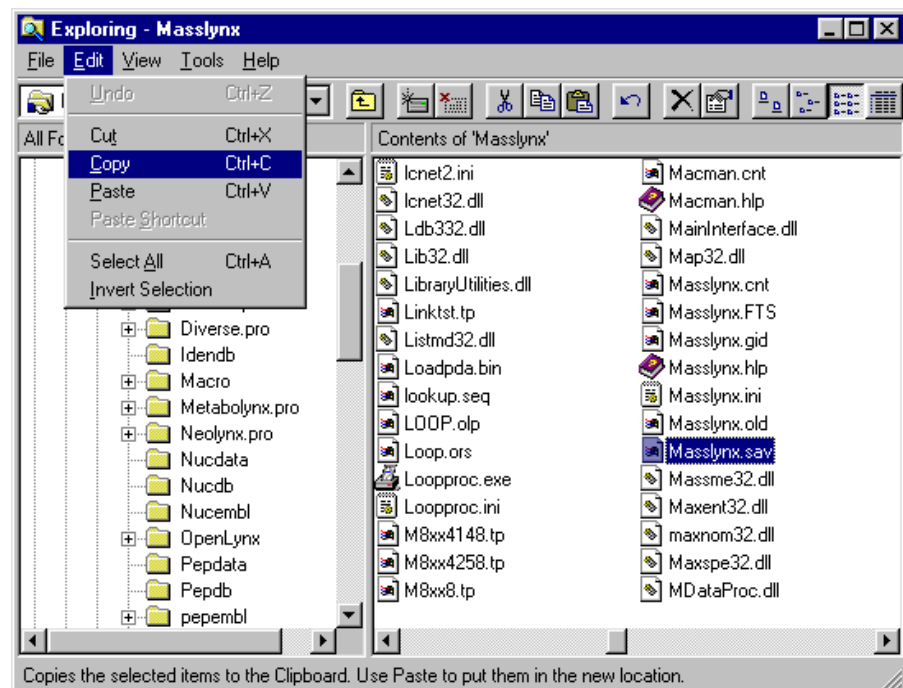 Exploring - Masslynx
File Edit View Tools Help
Undo Ctrl+Z
Cut Ctrl+X
Copy Ctrl+C
Paste Ctrl+V
Paste Shortcut
Select All Ctrl+A
Invert Selection
All Fo
Contents of 'Masslynx'
Diverse.pro
Idendb
Macro
Metabolynx.pro
Neolynx.pro
Nucdata
Nucdb
Nucembl
OpenLynx
Pepdata
Pepdb
pepembl
Icnet2.ini
Icnet32.dll
Ldb332.dll
Lib32.dll
LibraryUtilities.dll
Linktst.tp
Listmd32.dll
Loadpda.bin
lookup.seq
LOOP.olp
Loop.ors
Loopproc.exe
Loopproc.ini
M8xx4148.tp
M8xx4258.tp
M8xx8.tp
Macman.cnt
Macman.hlp
MainInterface.dll
Map32.dll
Masslynx.cnt
Masslynx.FTS
Masslynx.gid
Masslynx.hlp
Masslynx.ini
Masslynx.old
Masslynx.sav
Massme32.dll
Maxent32.dll
maxnom32.dll
Maxspe32.dll
MDataProc.dll
Copies the selected items to the Clipboard. Use Paste to put them in the new location.